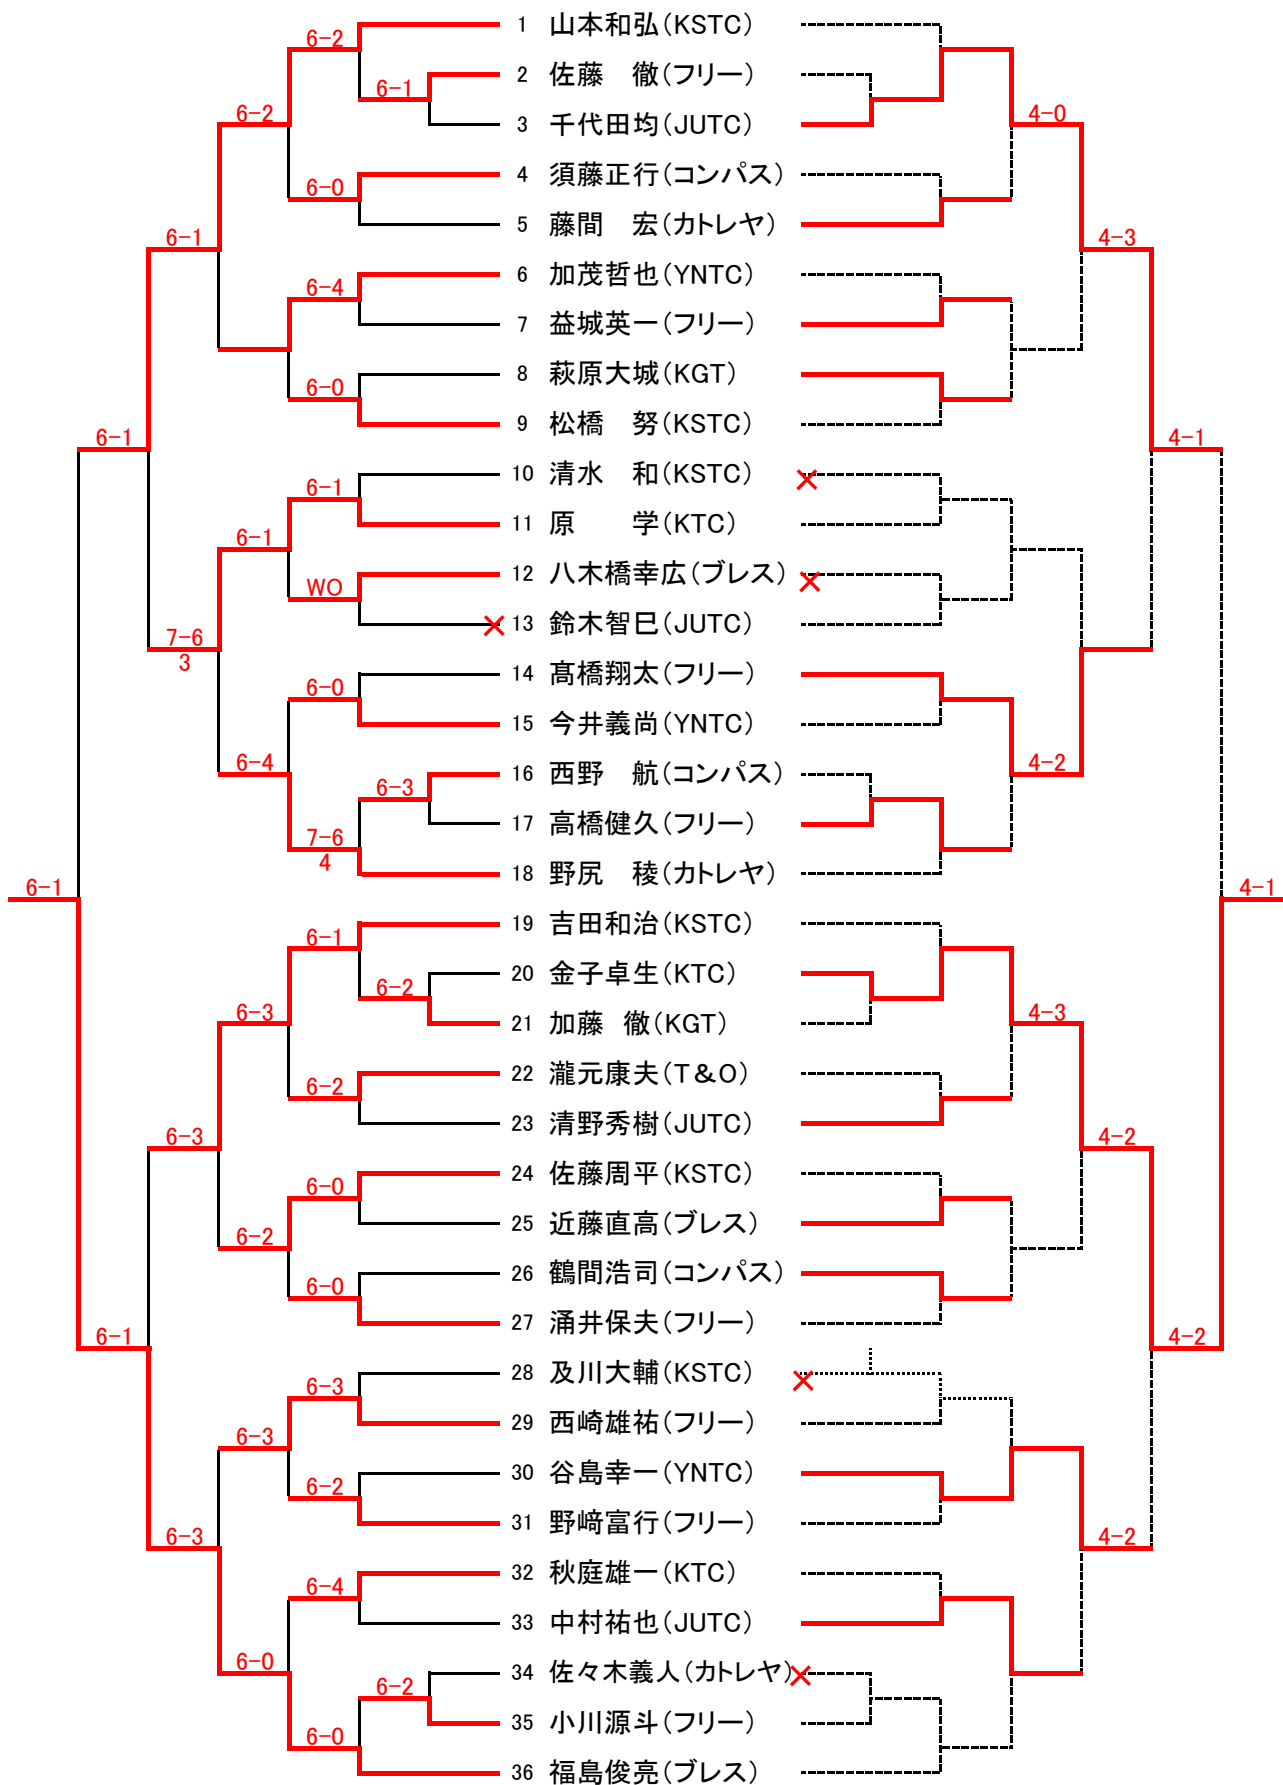 1 山本和弘(KSTC)
6-2
2 佐藤　徹(フリー)
6-1
6-2
3 千代田均(JUTC)
4-0
4 須藤正行(コンパス)
6-0
5 藤間　宏(カトレヤ)
6-1
4-3
6 加茂哲也(YNTC)
6-4
7 益城英一(フリー)
8 萩原大城(KGT)
6-0
9 松橋　努(KSTC)
6-1
4-1
10 清水　和(KSTC)
6-1
11 原　　学(KTC)
6-1
12 八木橋幸広(ブレス)
WO
13 鈴木智巳(JUTC)
7-6
3
14 髙橋翔太(フリー)
6-0
15 今井義尚(YNTC)
6-4
4-2
16 西野　航(コンパス)
6-3
17 高橋健久(フリー)
7-6
4
18 野尻　稜(カトレヤ)
6-1
4-1
19 吉田和治(KSTC)
6-1
20 金子卓生(KTC)
6-2
6-3
4-3
21 加藤 徹(KGT)
22 瀧元康夫(T&O)
6-2
23 清野秀樹(JUTC)
6-3
4-2
24 佐藤周平(KSTC)
6-0
25 近藤直高(ブレス)
6-2
26 鶴間浩司(コンパス)
6-0
27 涌井保夫(フリー)
6-1
4-2
28 及川大輔(KSTC)
6-3
29 西崎雄祐(フリー)
6-3
30 谷島幸一(YNTC)
6-2
31 野﨑富行(フリー)
6-3
4-2
32 秋庭雄一(KTC)
6-4
33 中村祐也(JUTC)
6-0
34 佐々木義人(カトレヤ)
6-2
35 小川源斗(フリー)
6-0
36 福島俊亮(ブレス)